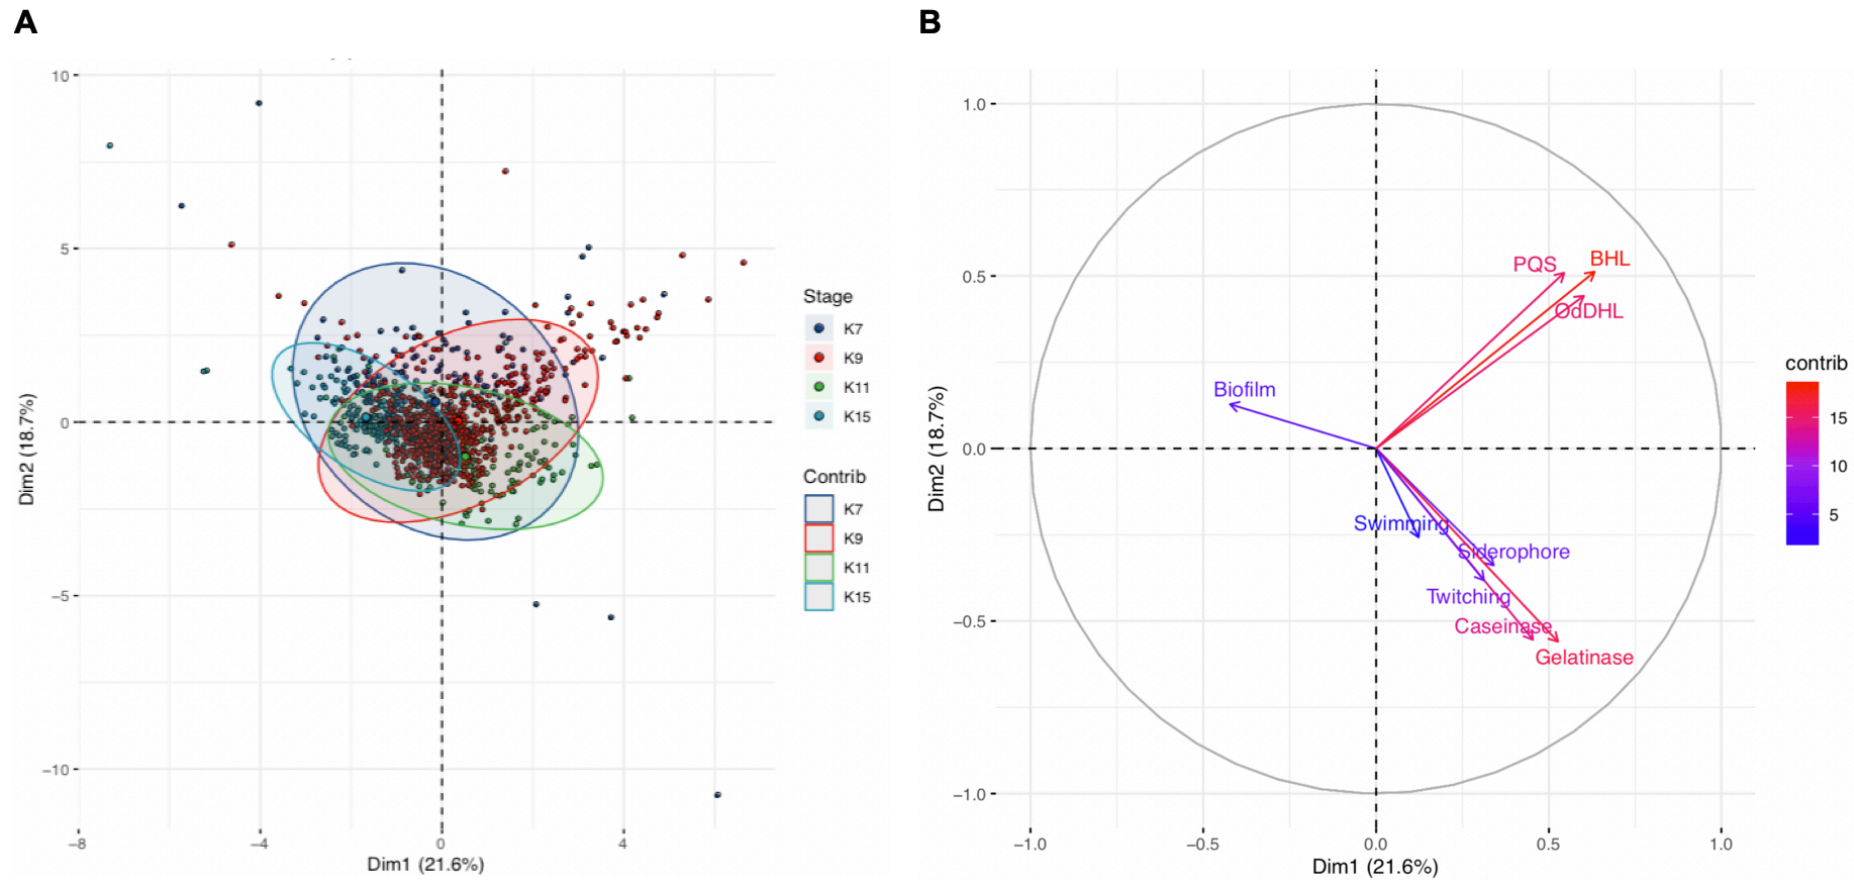 A
10
5
0
−5
−10
−8
−4
0
4
Dim1 (21.6%)
Dim2 (18.7%)
Stage
K7
K9
K11
K15
Contrib
K7
K9
K11
K15
B
1.0
0.5
0.0
−0.5
−1.0
−1.0
−0.5
0.0
0.5
1.0
Dim1 (21.6%)
Dim2 (18.7%)
PQS
BHL
OdDHL
Biofilm
Swimming
Siderophore
Twitching
Caseinase
Gelatinase
contrib
15
10
5